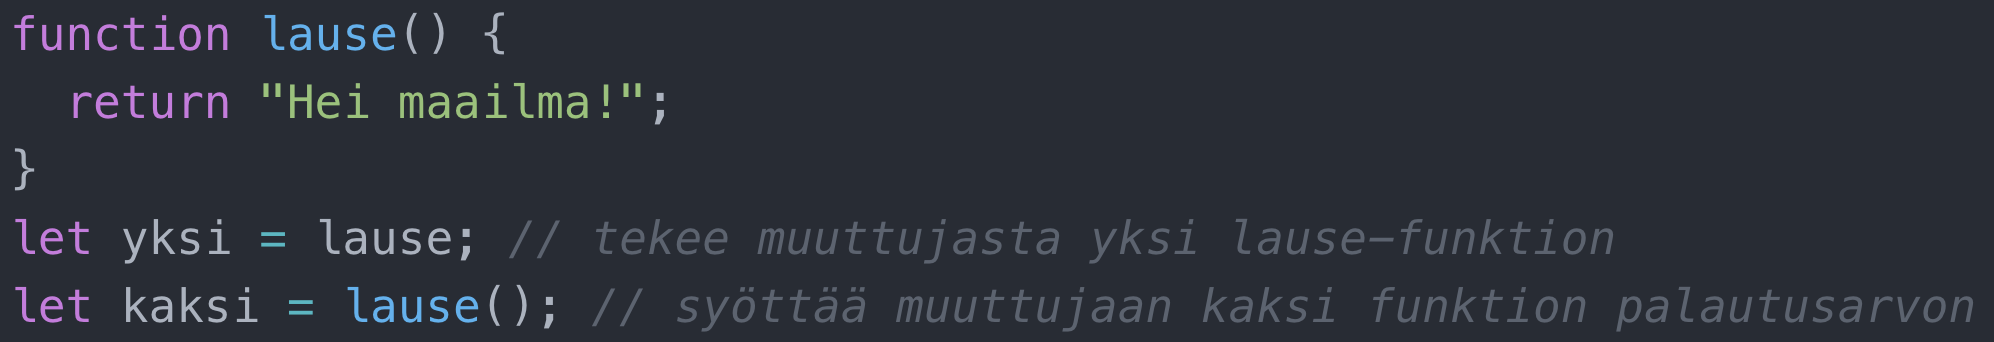 function lause() {
  return "Hei maailma!";
}
let yksi = lause; // tekee muuttujasta yksi lause-funktion
let kaksi = lause(); // syöttää muuttujaan kaksi funktion palautusarvon